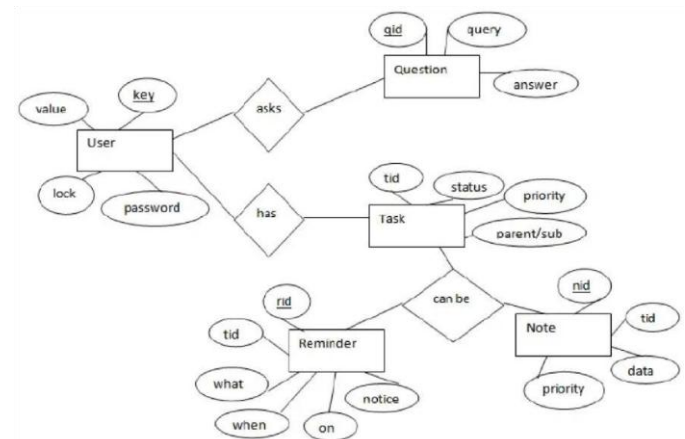 qid
query
Question
answer
asks
key
value
User
lock
password
has
tid
status
priority
Task
parent/sub
can be
nid
rid
tid
Note
tid
Reminder
data
what
priority
notice
when
on